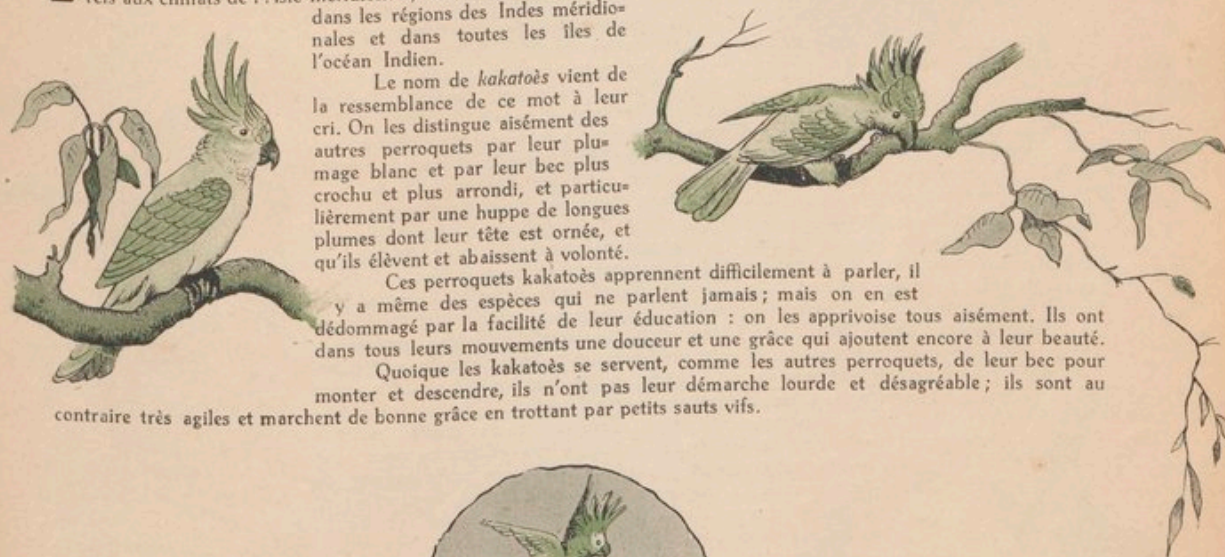 dans les régions des Indes méridio=
nales et dans toutes les îles de
l'océan Indien.
Le nom de kakatoès vient de
la ressemblance de ce mot à leur
cri. On les distingue aisément des
autres perroquets par leur plu=
mage blanc et par leur bec plus
crochu et plus arrondi, et particu=
lièrement par une huppe de longues
plumes dont leur tête est ornée, et
qu'ils élèvent et abaissent à volonté.
Ces perroquets kakatoès apprennent difficilement à parler, il
y a même des espèces qui ne parlent jamais ; mais on en est
dédommagé par la facilité de leur éducation : on les apprivoise tous aisément. Ils ont
dans tous leurs mouvements une douceur et une grâce qui ajoutent encore à leur beauté.
Quoique les kakatoès se servent, comme les autres perroquets, de leur bec pour
monter et descendre, ils n'ont pas leur démarche lourde et désagréable ; ils sont au
contraire très agiles et marchent de bonne grâce en trottant par petits sauts vifs.